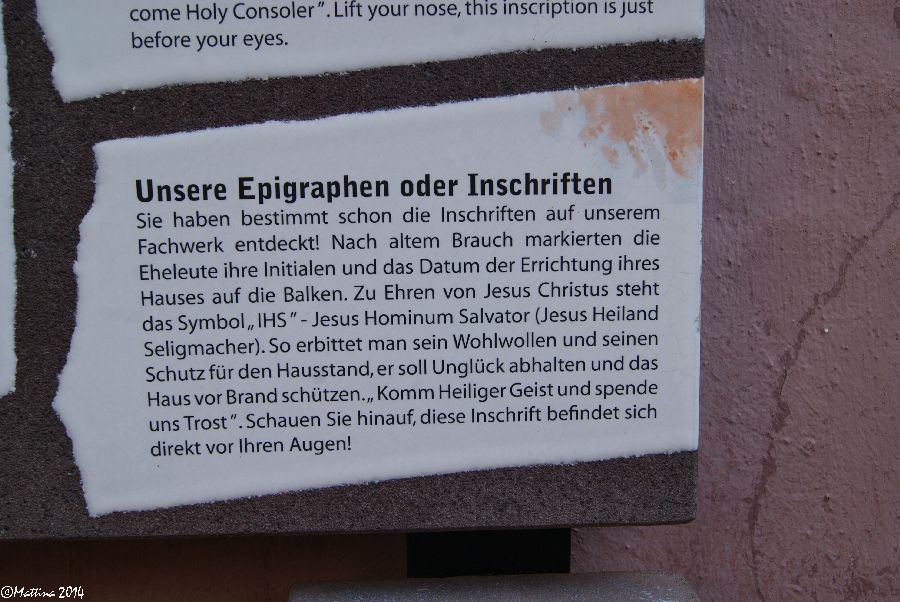 come Holy Consoler”. Lift your nose, this inscription is just
before your eyes.
Unsere Epigraphen oder Inschriften
Sie haben bestimmt schon die Inschriften auf unserem
Fachwerk entdeckt! Nach altem Brauch markierten die
Eheleute ihre Initialen und das Datum der Errichtung ihres
Hauses auf die Balken. Zu Ehren von Jesus Christus steht
das Symbol „IHS” - Jesus Hominum Salvator (Jesus Heiland
Seligmacher). So erbittet man sein Wohlwollen und seinen
Schutz für den Hausstand, er soll Unglück abhalten und das
Haus vor Brand schützen. „Komm Heiliger Geist und spende
uns Trost”. Schauen Sie hinauf, diese Inschrift befindet sich
direkt vor Ihren Augen!
©Mattina 2014